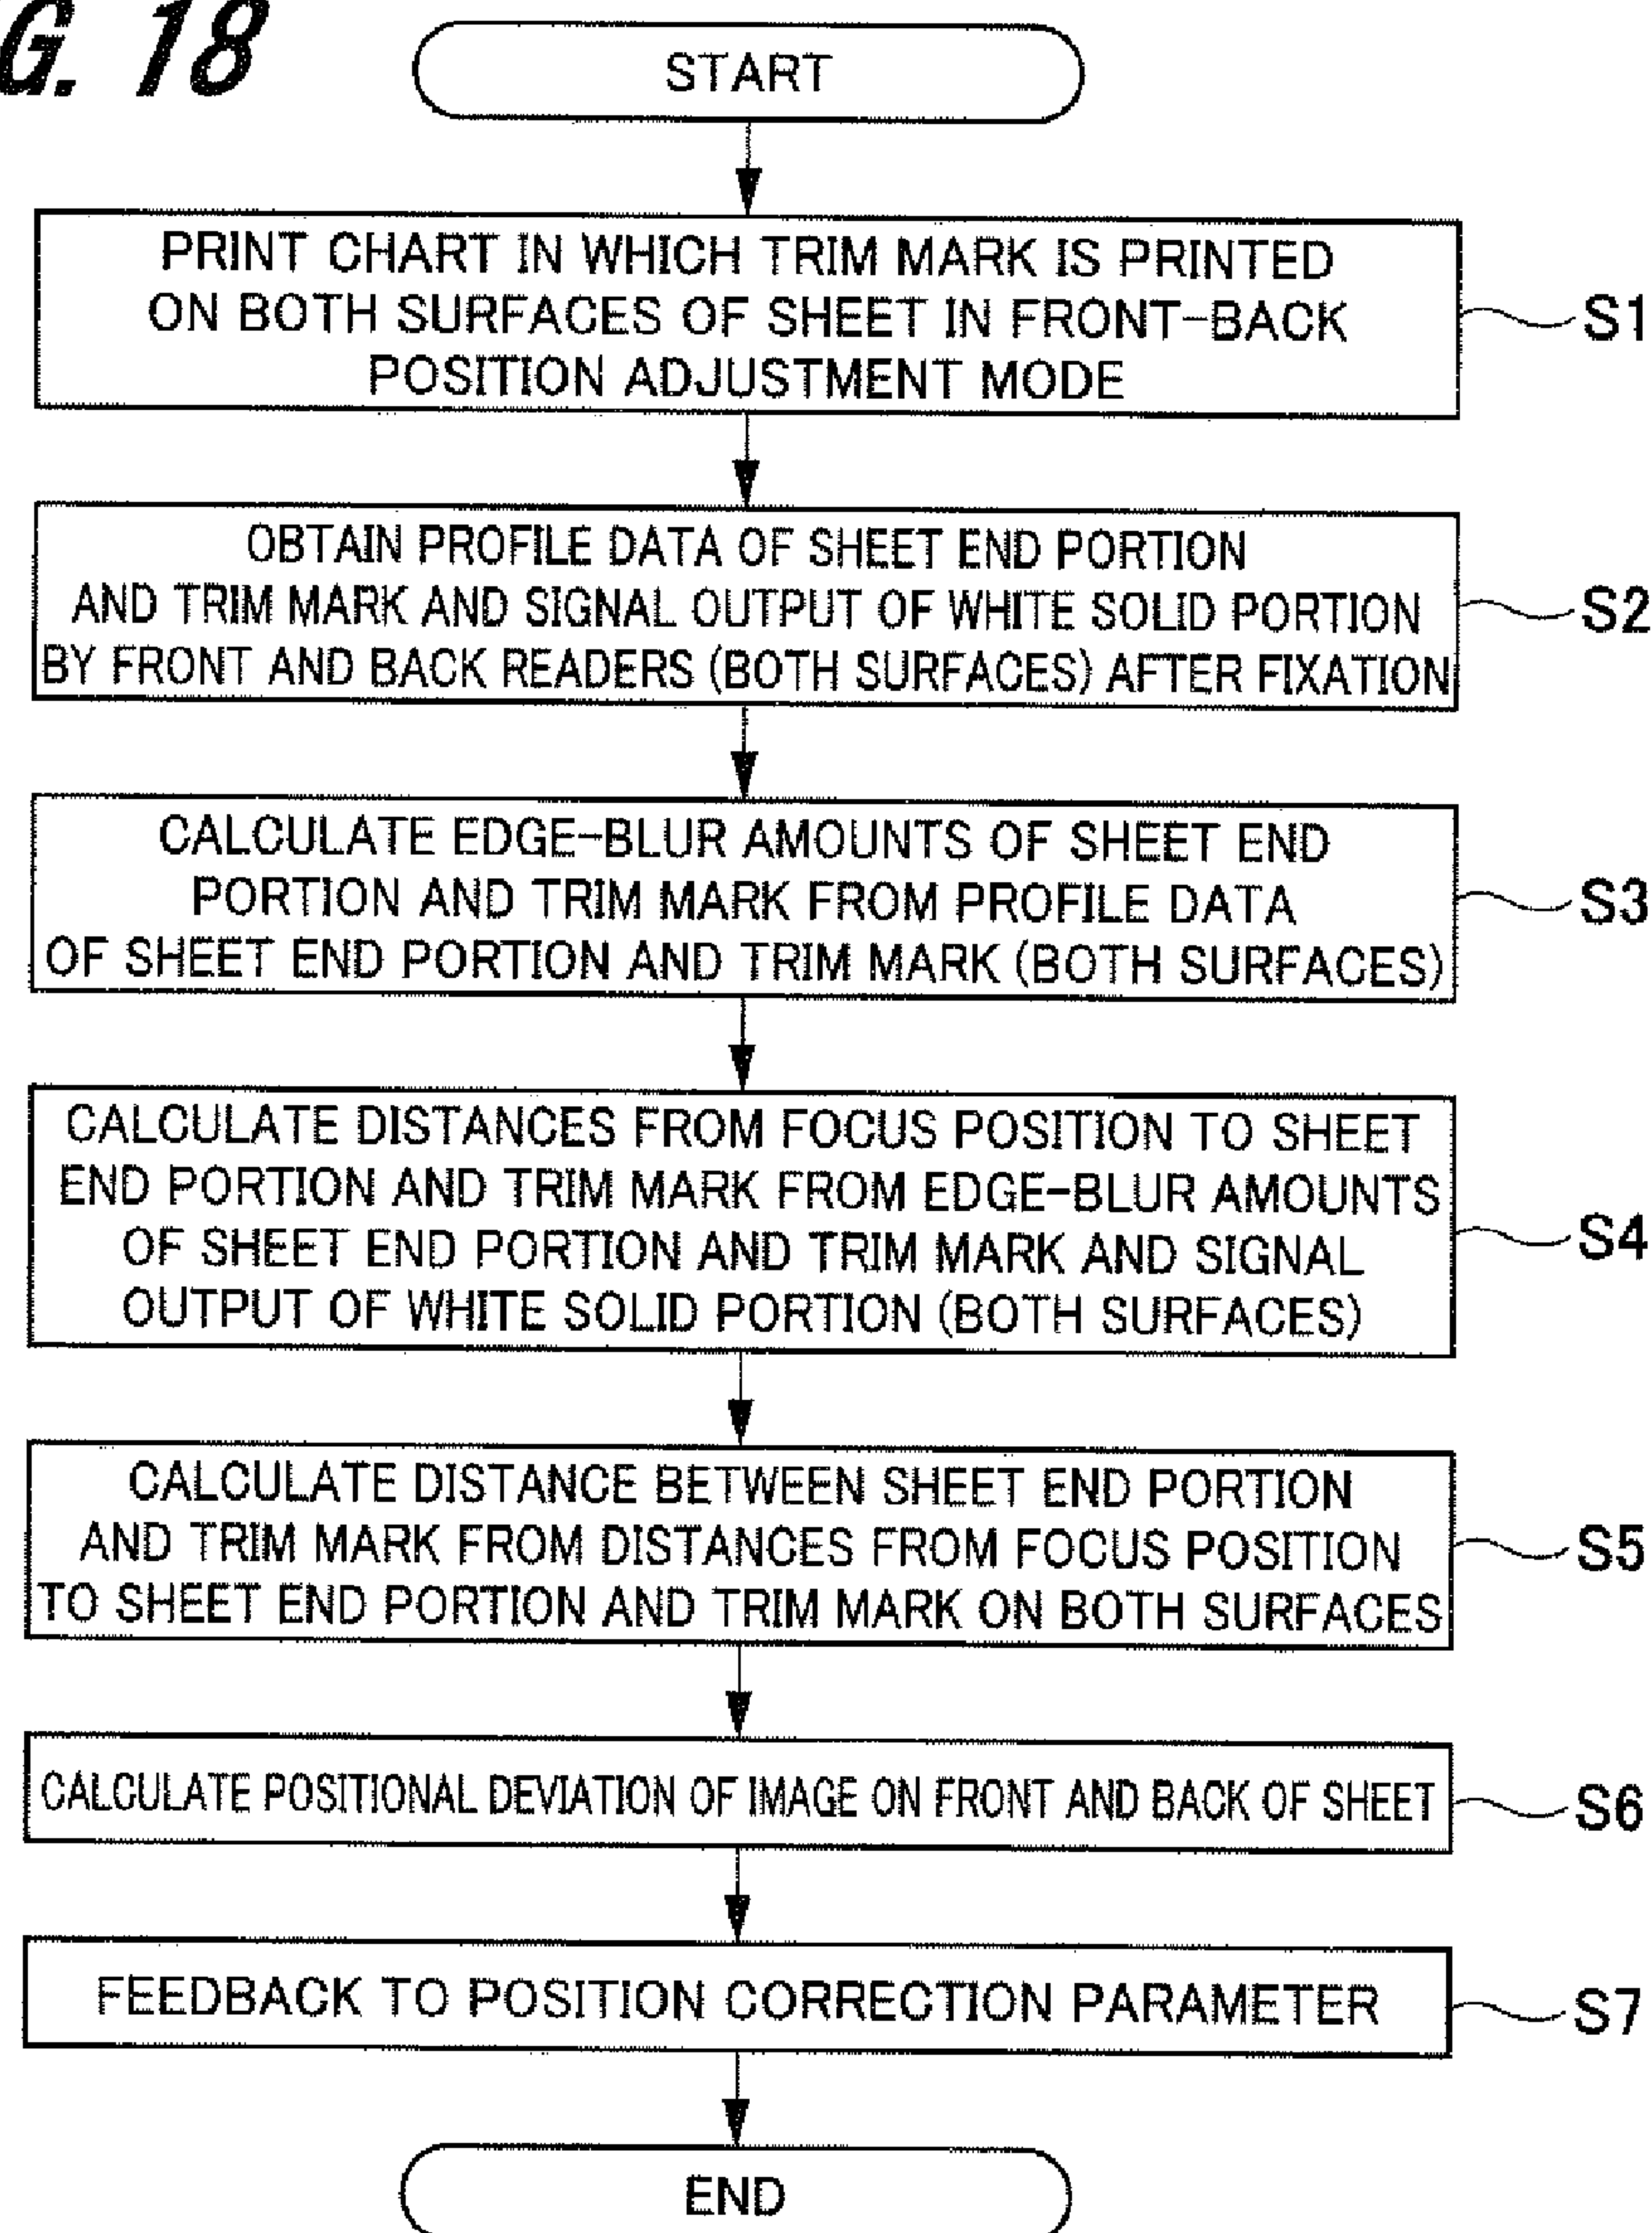 G. 18
START
PRINT CHART IN WHICH TRIM MARK IS PRINTED
ON BOTH SURFACES OF SHEET IN FRONT-BACK
POSITION ADJUSTMENT MODE
S1
OBTAIN PROFILE DATA OF SHEET END PORTION
AND TRIM MARK AND SIGNAL OUTPUT OF WHITE SOLID PORTION
BY FRONT AND BACK READERS (BOTH SURFACES) AFTER FIXATION
S2
CALCULATE EDGE-BLUR AMOUNTS OF SHEET END
PORTION AND TRIM MARK FROM PROFILE DATA
OF SHEET END PORTION AND TRIM MARK (BOTH SURFACES)
S3
CALCULATE DISTANCES FROM FOCUS POSITION TO SHEET
END PORTION AND TRIM MARK FROM EDGE-BLUR AMOUNTS
OF SHEET END PORTION AND TRIM MARK AND SIGNAL
OUTPUT OF WHITE SOLID PORTION (BOTH SURFACES)
S4
CALCULATE DISTANCE BETWEEN SHEET END PORTION
AND TRIM MARK FROM DISTANCES FROM FOCUS POSITION
TO SHEET END PORTION AND TRIM MARK ON BOTH SURFACES
S5
CALCULATE POSITIONAL DEVIATION OF IMAGE ON FRONT AND BACK OF SHEET
S6
FEEDBACK TO POSITION CORRECTION PARAMETER
S7
END